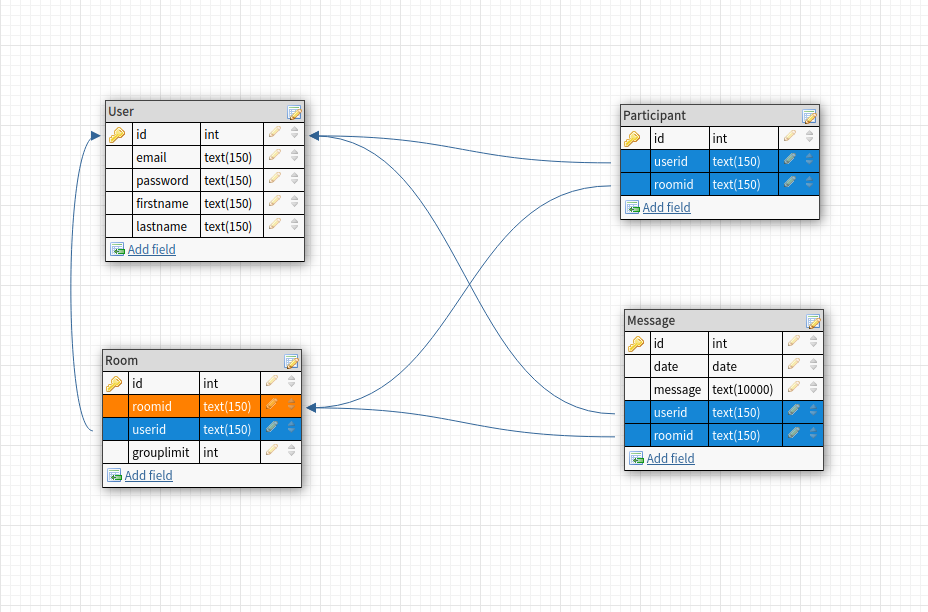 User
id int
email text(150)
password text(150)
firstname text(150)
lastname text(150)
Add field
Participant
id int
userid text(150)
roomid text(150)
Add field
Room
id int
roomid text(150)
userid text(150)
grouplimit int
Add field
Message
id int
date date
message text(10000)
userid text(150)
roomid text(150)
Add field